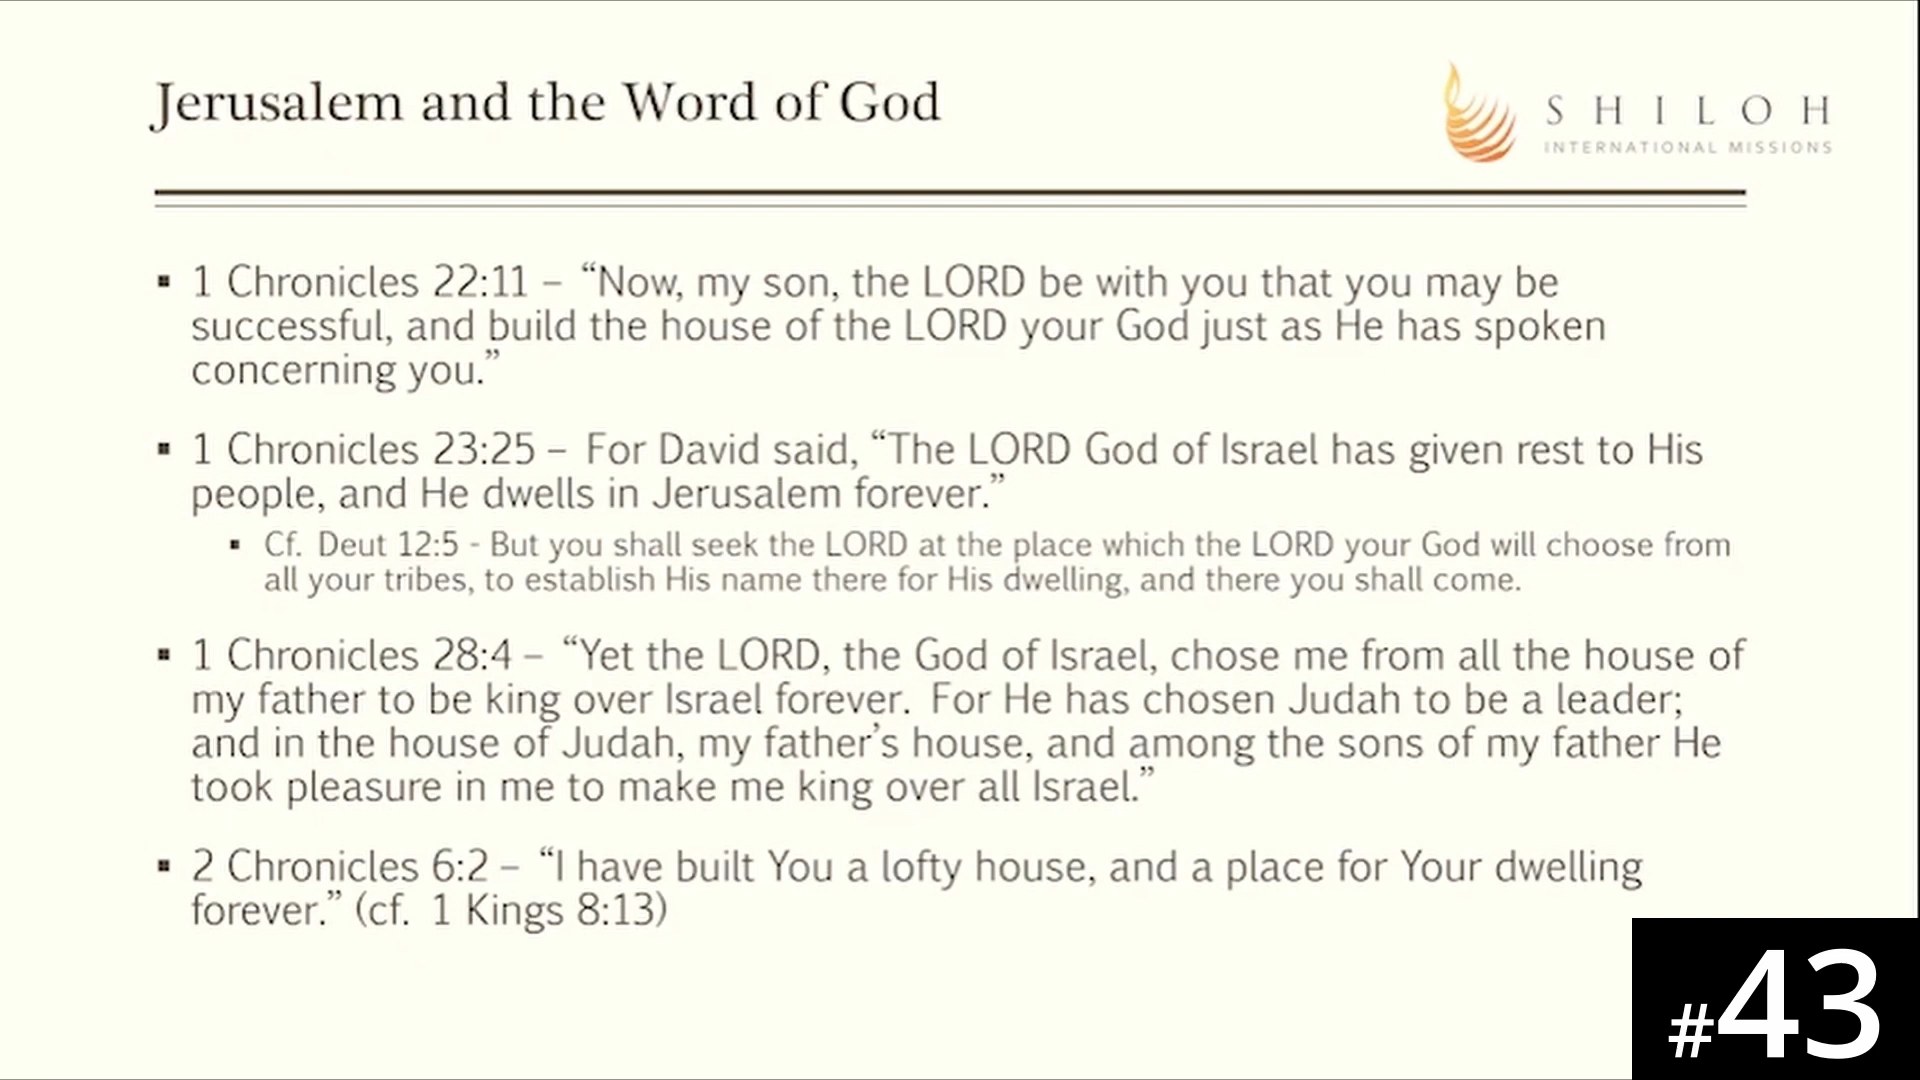 Jerusalem and the Word of God
SHILOH
INTERNATIONAL MISSIONS
▪ 1 Chronicles 22:11 – “Now, my son, the LORD be with you that you may be
successful, and build the house of the LORD your God just as He has spoken
concerning you.”
▪ 1 Chronicles 23:25 – For David said, “The LORD God of Israel has given rest to His
people, and He dwells in Jerusalem forever.”
▪ Cf. Deut 12:5 - But you shall seek the LORD at the place which the LORD your God will choose from
all your tribes, to establish His name there for His dwelling, and there you shall come.
▪ 1 Chronicles 28:4 – “Yet the LORD, the God of Israel, chose me from all the house of
my father to be king over Israel forever. For He has chosen Judah to be a leader;
and in the house of Judah, my father’s house, and among the sons of my father He
took pleasure in me to make me king over all Israel.”
▪ 2 Chronicles 6:2 – “I have built You a lofty house, and a place for Your dwelling
forever.” (cf. 1 Kings 8:13)
#43